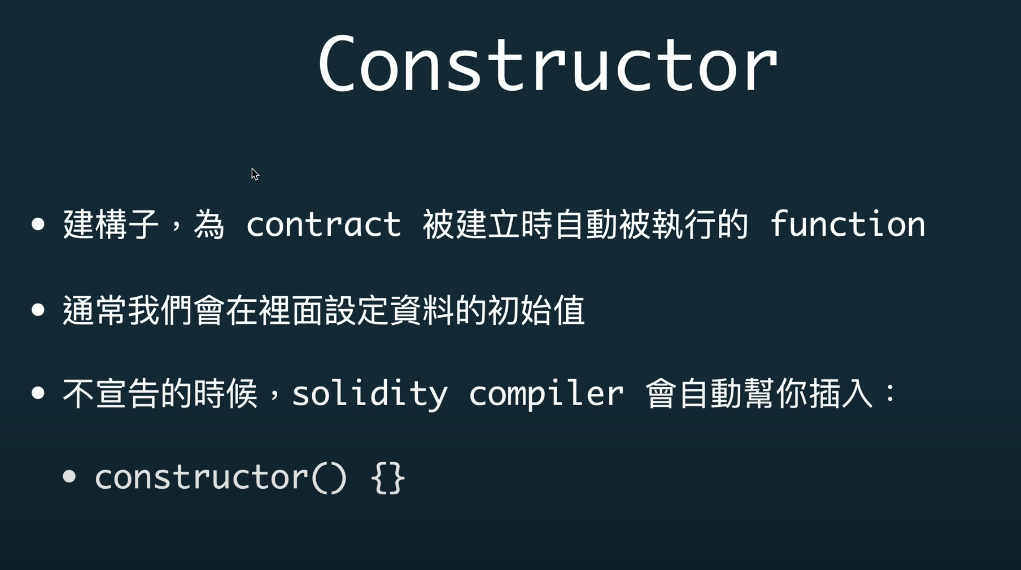 Constructor
• 建構子，為 contract 被建立時自動被執行的 function
• 通常我們會在裡面設定資料的初始值
• 不宣告的時候，solidity compiler 會自動幫你插入：
• constructor() {}